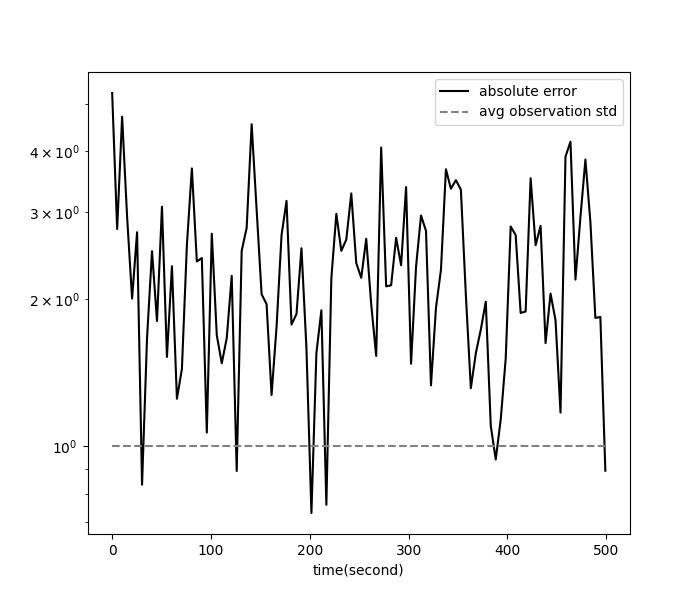 absolute error
avg observation std
4 × 10⁰
3 × 10⁰
2 × 10⁰
10⁰
0 100 200 300 400 500
time(second)